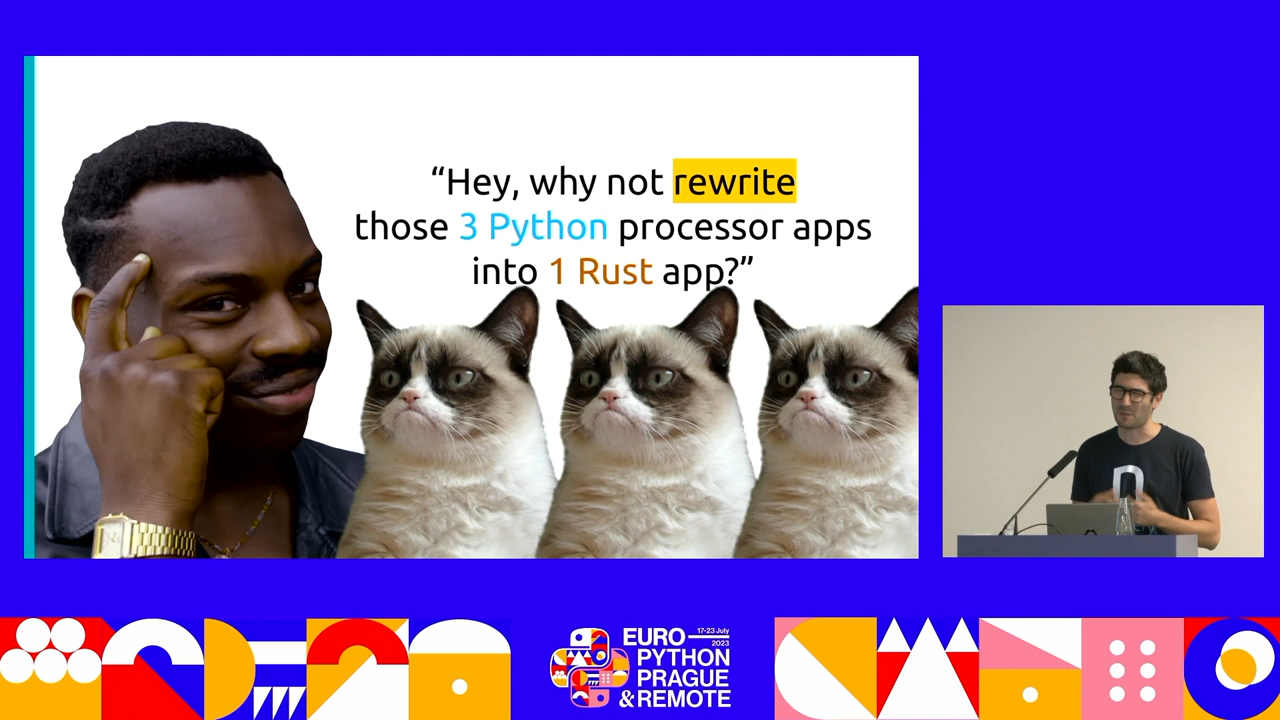 “Hey, why not rewrite
those 3 Python processor apps
into 1 Rust app?”
EURO
17-23 July
2023
PYTHON
PRAGUE
& REMOTE